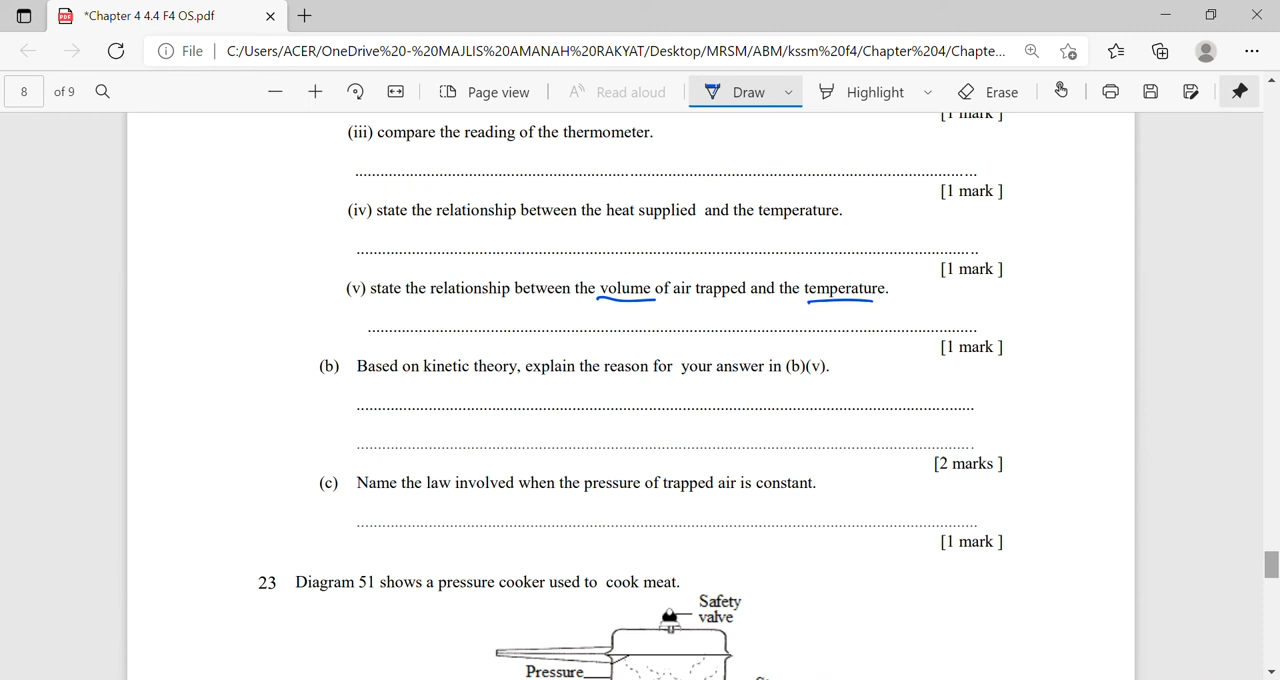 *Chapter 4 4.4 F4 OS.pdf
File C:/Users/ACER/OneDrive%20-%20MAJLIS%20AMANAH%20RAKYAT/Desktop/MRSM/ABM/kssm%20f4/Chapter%204/Chapte...
8 of 9 Page view Read aloud Draw Highlight Erase
[1 mark ]
(iii) compare the reading of the thermometer.
[1 mark ]
(iv) state the relationship between the heat supplied and the temperature.
[1 mark ]
(v) state the relationship between the volume of air trapped and the temperature.
[1 mark ]
(b) Based on kinetic theory, explain the reason for your answer in (b)(v).
[2 marks ]
(c) Name the law involved when the pressure of trapped air is constant.
[1 mark ]
23 Diagram 51 shows a pressure cooker used to cook meat.
Safety
valve
Pressure